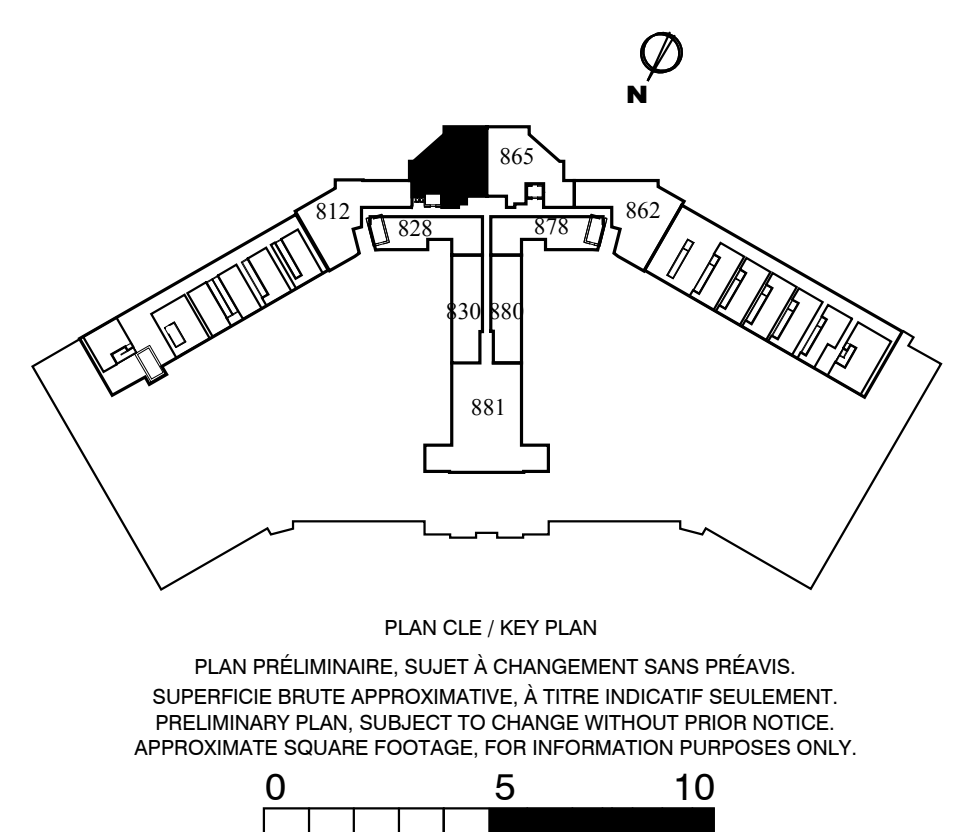 N
865
812
862
828
878
830
880
881
PLAN CLE / KEY PLAN
PLAN PRÉLIMINAIRE, SUJET À CHANGEMENT SANS PRÉAVIS.
SUPERFICIE BRUTE APPROXIMATIVE, À TITRE INDICATIF SEULEMENT.
PRELIMINARY PLAN, SUBJECT TO CHANGE WITHOUT PRIOR NOTICE.
APPROXIMATE SQUARE FOOTAGE, FOR INFORMATION PURPOSES ONLY.
0 5 10